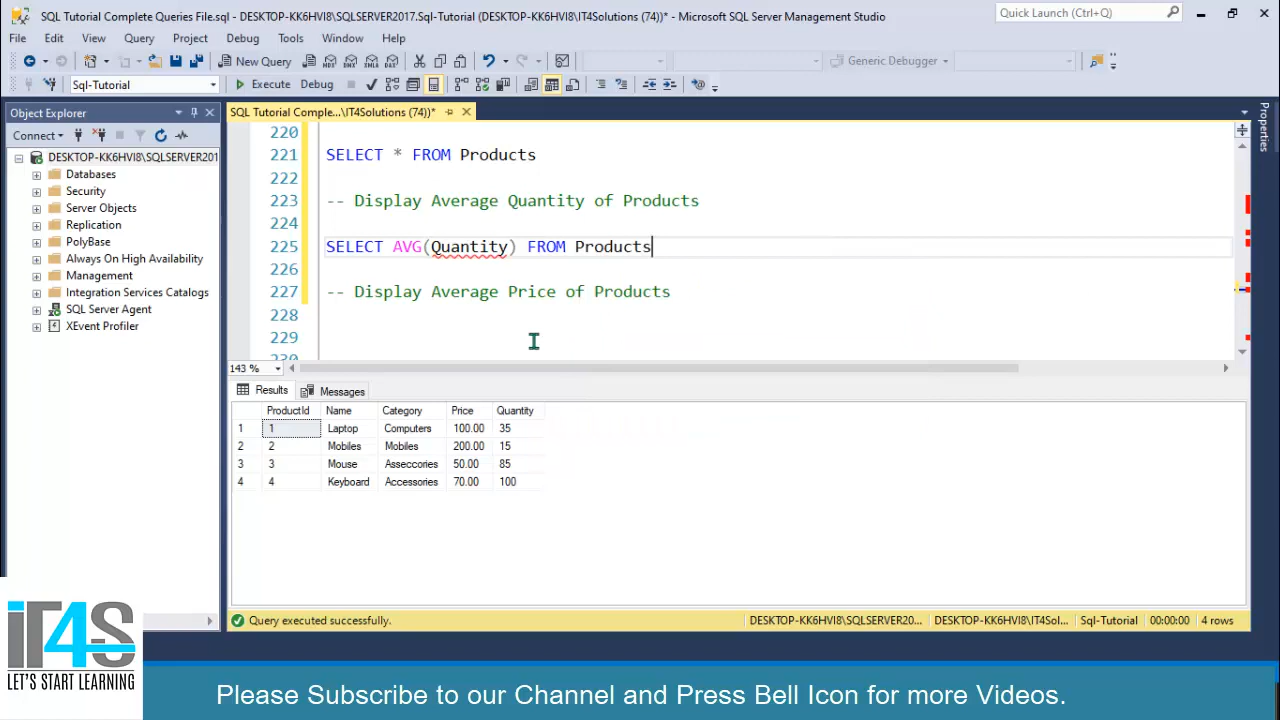 SQL Tutorial Complete Queries File.sql - DESKTOP-KK6HVI8\SQLSERVER2017.Sql-Tutorial (DESKTOP-KK6HVI8\IT4Solutions (74))* - Microsoft SQL Server Management Studio
Quick Launch (Ctrl+Q)
File Edit View Query Project Debug Tools Window Help
New Query
Generic Debugger
Sql-Tutorial
Execute Debug
Object Explorer
SQL Tutorial Comple...\IT4Solutions (74))*
Properties
Connect
DESKTOP-KK6HVI8\SQLSERVER201
Databases
Security
Server Objects
Replication
PolyBase
Always On High Availability
Management
Integration Services Catalogs
SQL Server Agent
XEvent Profiler
220
221 SELECT * FROM Products
222
223 -- Display Average Quantity of Products
224
225 SELECT AVG(Quantity) FROM Products
226
227 -- Display Average Price of Products
228
229
230
143 %
Results Messages
ProductId Name Category Price Quantity
1 1 Laptop Computers 100.00 35
2 2 Mobiles Mobiles 200.00 15
3 3 Mouse Asseccories 50.00 85
4 4 Keyboard Accessories 70.00 100
Query executed successfully.
DESKTOP-KK6HVI8\SQLSERVER20... DESKTOP-KK6HVI8\IT4Sol... Sql-Tutorial 00:00:00 4 rows
iT4S
LET'S START LEARNING
Please Subscribe to our Channel and Press Bell Icon for more Videos.